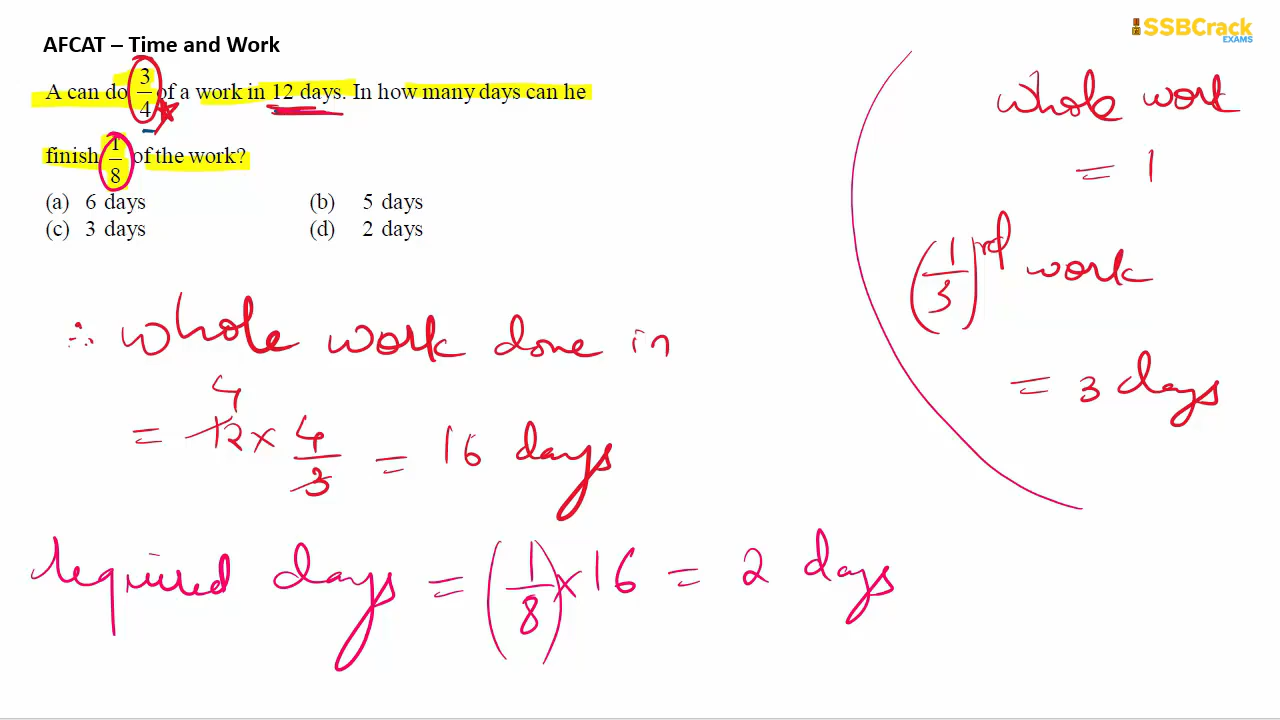 SSBCrack
EXAMS
AFCAT – Time and Work
A can do 3/4 of a work in 12 days. In how many days can he
finish 1/8 of the work?
(a) 6 days (b) 5 days
(c) 3 days (d) 2 days
whole work
= 1
(1/3)rd work
= 3 days
∴ whole work done in
4
= 12 × 4/3 = 16 days
required days = (1/8) × 16 = 2 days